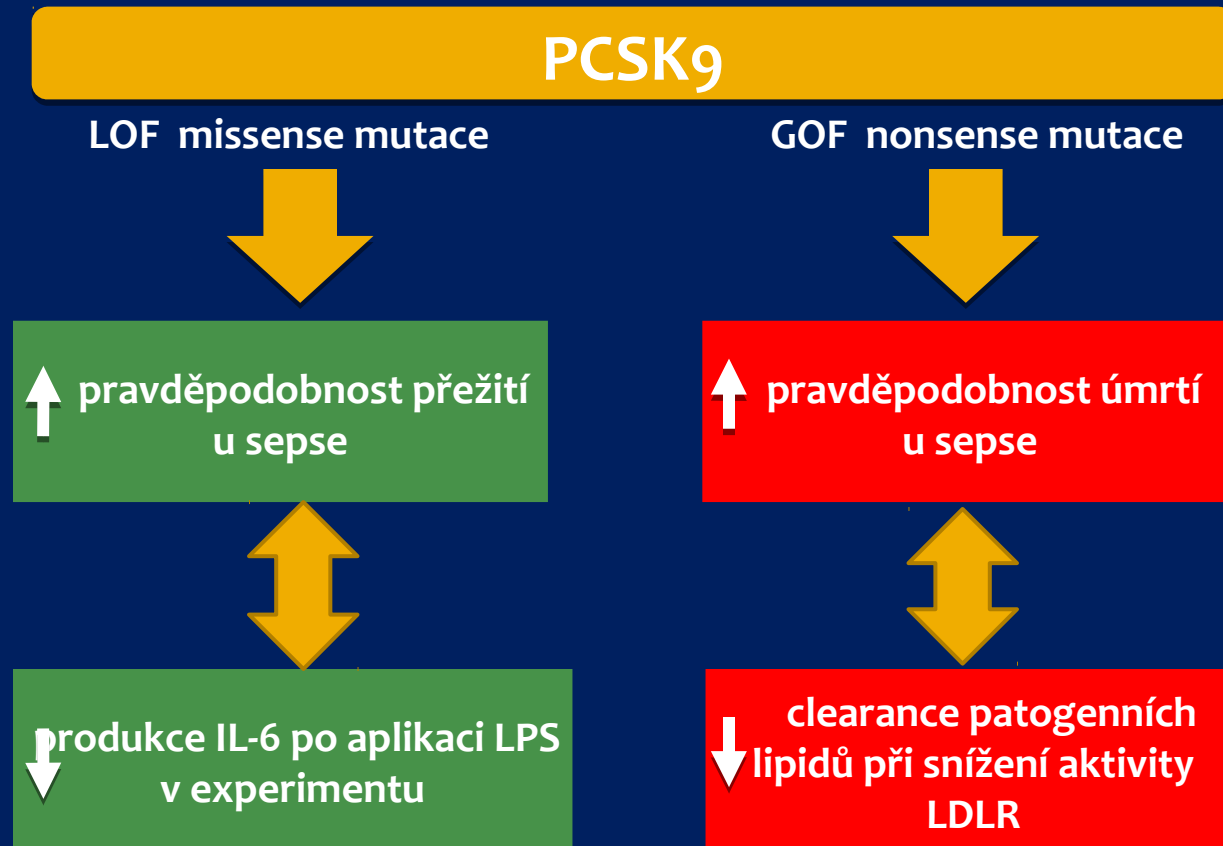 PCSK9
LOF missense mutace
GOF nonsense mutace
pravděpodobnost přežití
u sepse
pravděpodobnost úmrtí
u sepse
produkce IL-6 po aplikaci LPS
v experimentu
clearance patogenních
lipidů při snížení aktivity
LDLR